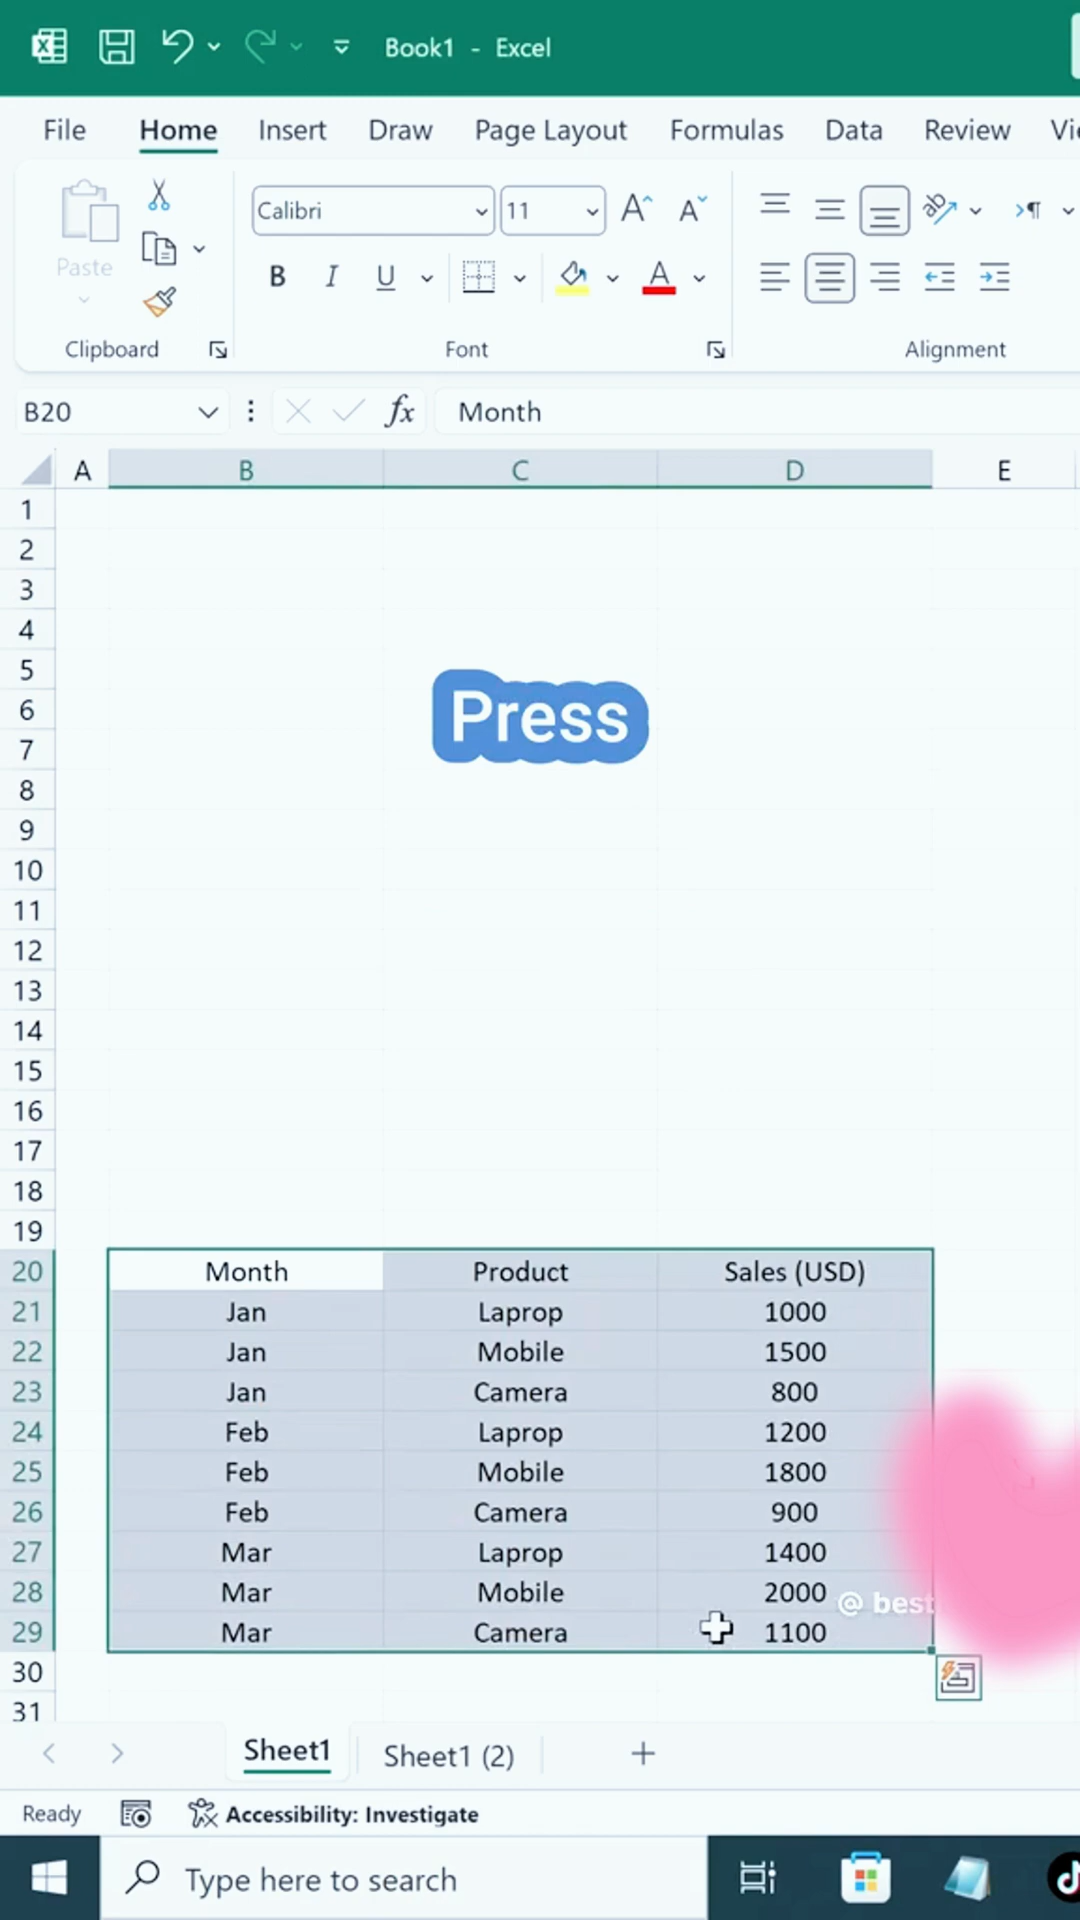 Book1 - Excel
File Home Insert Draw Page Layout Formulas Data Review
Calibri 11
Paste
B I U A
Clipboard Font Alignment
B20 fx Month
A B C D E
1
2
3
4
5
Press
6
7
8
9
10
11
12
13
14
15
16
17
18
19
20 Month Product Sales (USD)
21 Jan Laprop 1000
22 Jan Mobile 1500
23 Jan Camera 800
24 Feb Laprop 1200
25 Feb Mobile 1800
26 Feb Camera 900
27 Mar Laprop 1400
28 Mar Mobile 2000
@ best
29 Mar Camera 1100
30
31
Sheet1 Sheet1 (2)
Ready Accessibility: Investigate
Type here to search